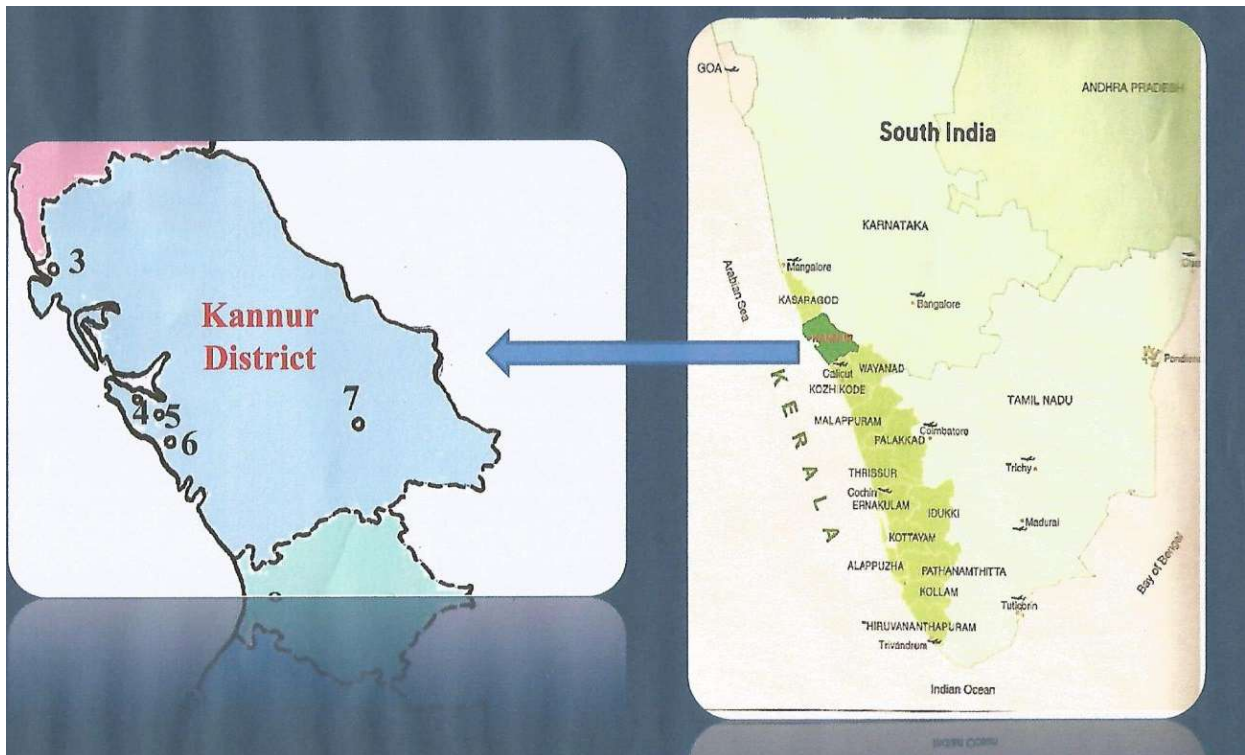 3
Kannur
District
4
5
6
7
GOA
ANDHRA PRADESH
South India
KARNATAKA
Arabian Sea
Mangalore
KASARAGOD
Bangalore
Calicut
WAYANAD
KOZHIKODE
KERALA
TAMIL NADU
MALAPPURAM
Coimbatore
PALAKKAD
Trichy
THRISSUR
Cochin
ERNAKULAM
IDUKKI
Madurai
KOTTAYAM
ALAPPUZHA
PATHANAMTHITTA
KOLLAM
Bay of Bengal
Tuticorin
HIRUVANANTHAPURAM
Trivandrum
Indian Ocean